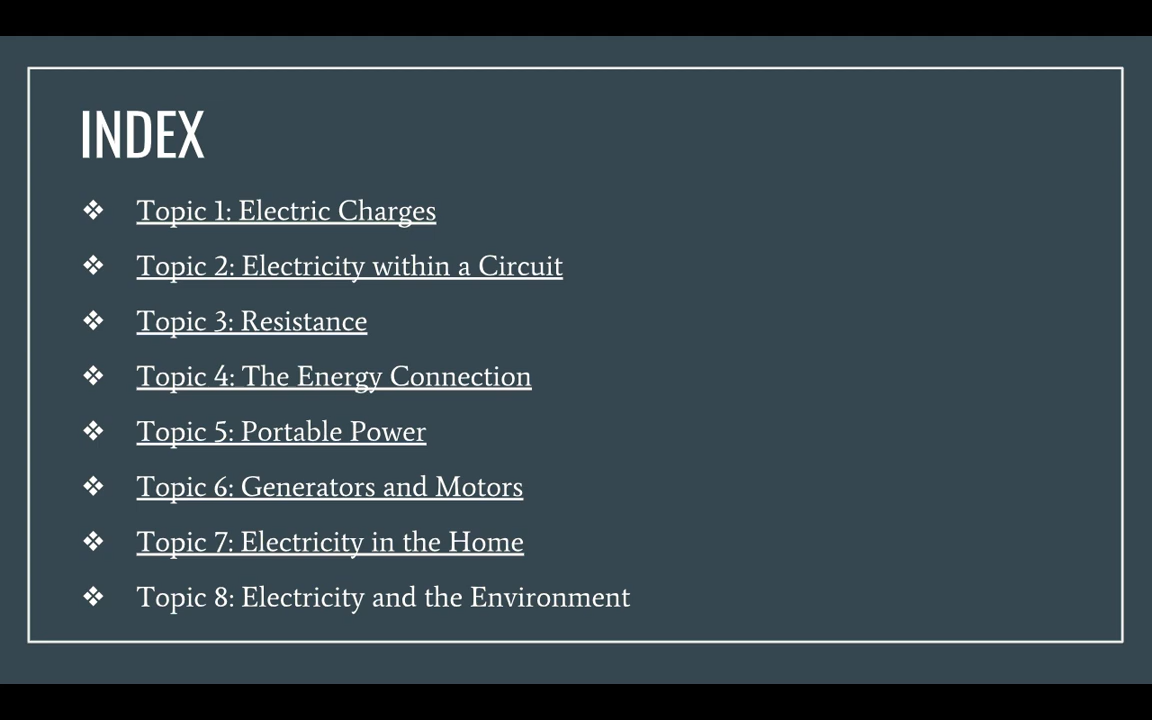 INDEX
❖ Topic 1: Electric Charges
❖ Topic 2: Electricity within a Circuit
❖ Topic 3: Resistance
❖ Topic 4: The Energy Connection
❖ Topic 5: Portable Power
❖ Topic 6: Generators and Motors
❖ Topic 7: Electricity in the Home
❖ Topic 8: Electricity and the Environment